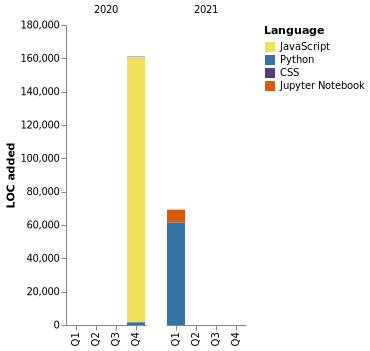 2020 2021
Language
JavaScript
Python
CSS
Jupyter Notebook
LOC added
180,000
160,000
140,000
120,000
100,000
80,000
60,000
40,000
20,000
0
Q1 Q2 Q3 Q4 Q1 Q2 Q3 Q4